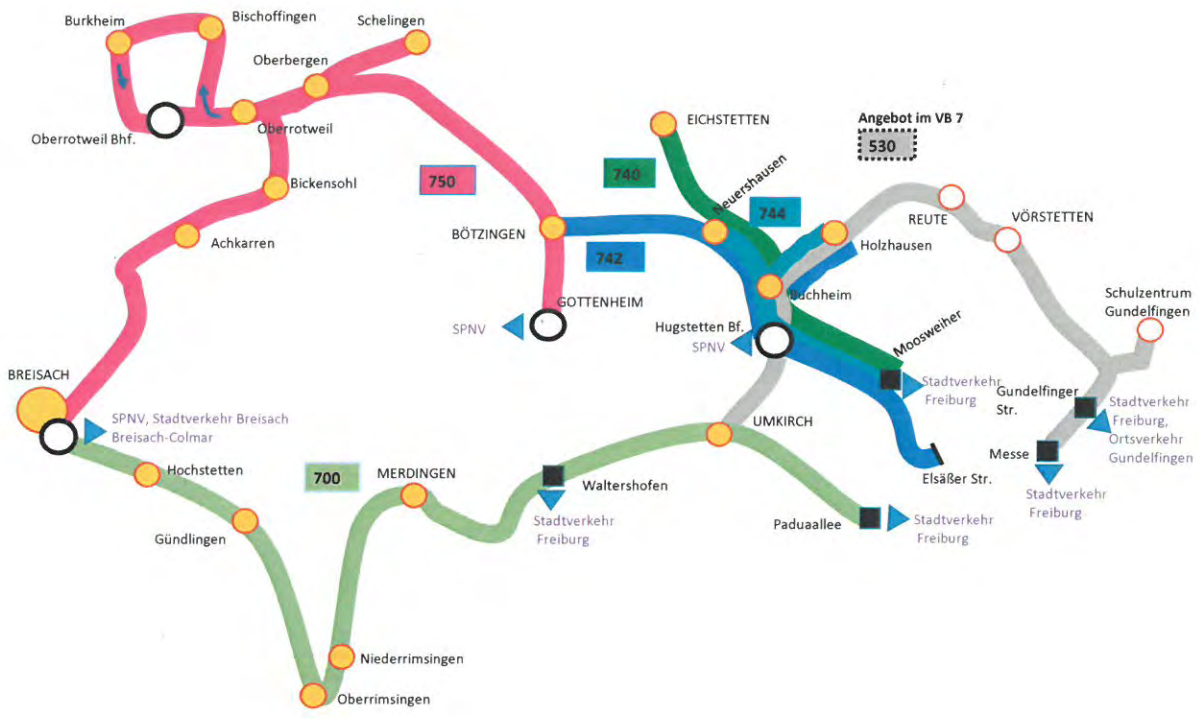 Burkheim
Bischoffingen
Schelingen
Oberbergen
Oberrotweil Bhf.
Oberrotweil
EICHSTETTEN
Angebot im VB 7
530
750
740
Neuershausen
744
Bickensohl
REUTE
VÖRSTETTEN
Achkarren
BÖTZINGEN
742
Holzhausen
Buchheim
GOTTENHEIM
SPNV
Hugstetten Bf.
SPNV
Moosweiher
Schulzentrum
Gundelfingen
BREISACH
SPNV, Stadtverkehr Breisach
Breisach-Colmar
Stadtverkehr
Freiburg
Gundelfinger
Str.
Stadtverkehr
Freiburg,
Ortsverkehr
Gundelfingen
UMKIRCH
Messe
Hochstetten
700
MERDINGEN
Waltershofen
Elsäßer Str.
Stadtverkehr
Freiburg
Gündlingen
Stadtverkehr
Freiburg
Paduaallee
Stadtverkehr
Freiburg
Niederrimsingen
Oberrimsingen